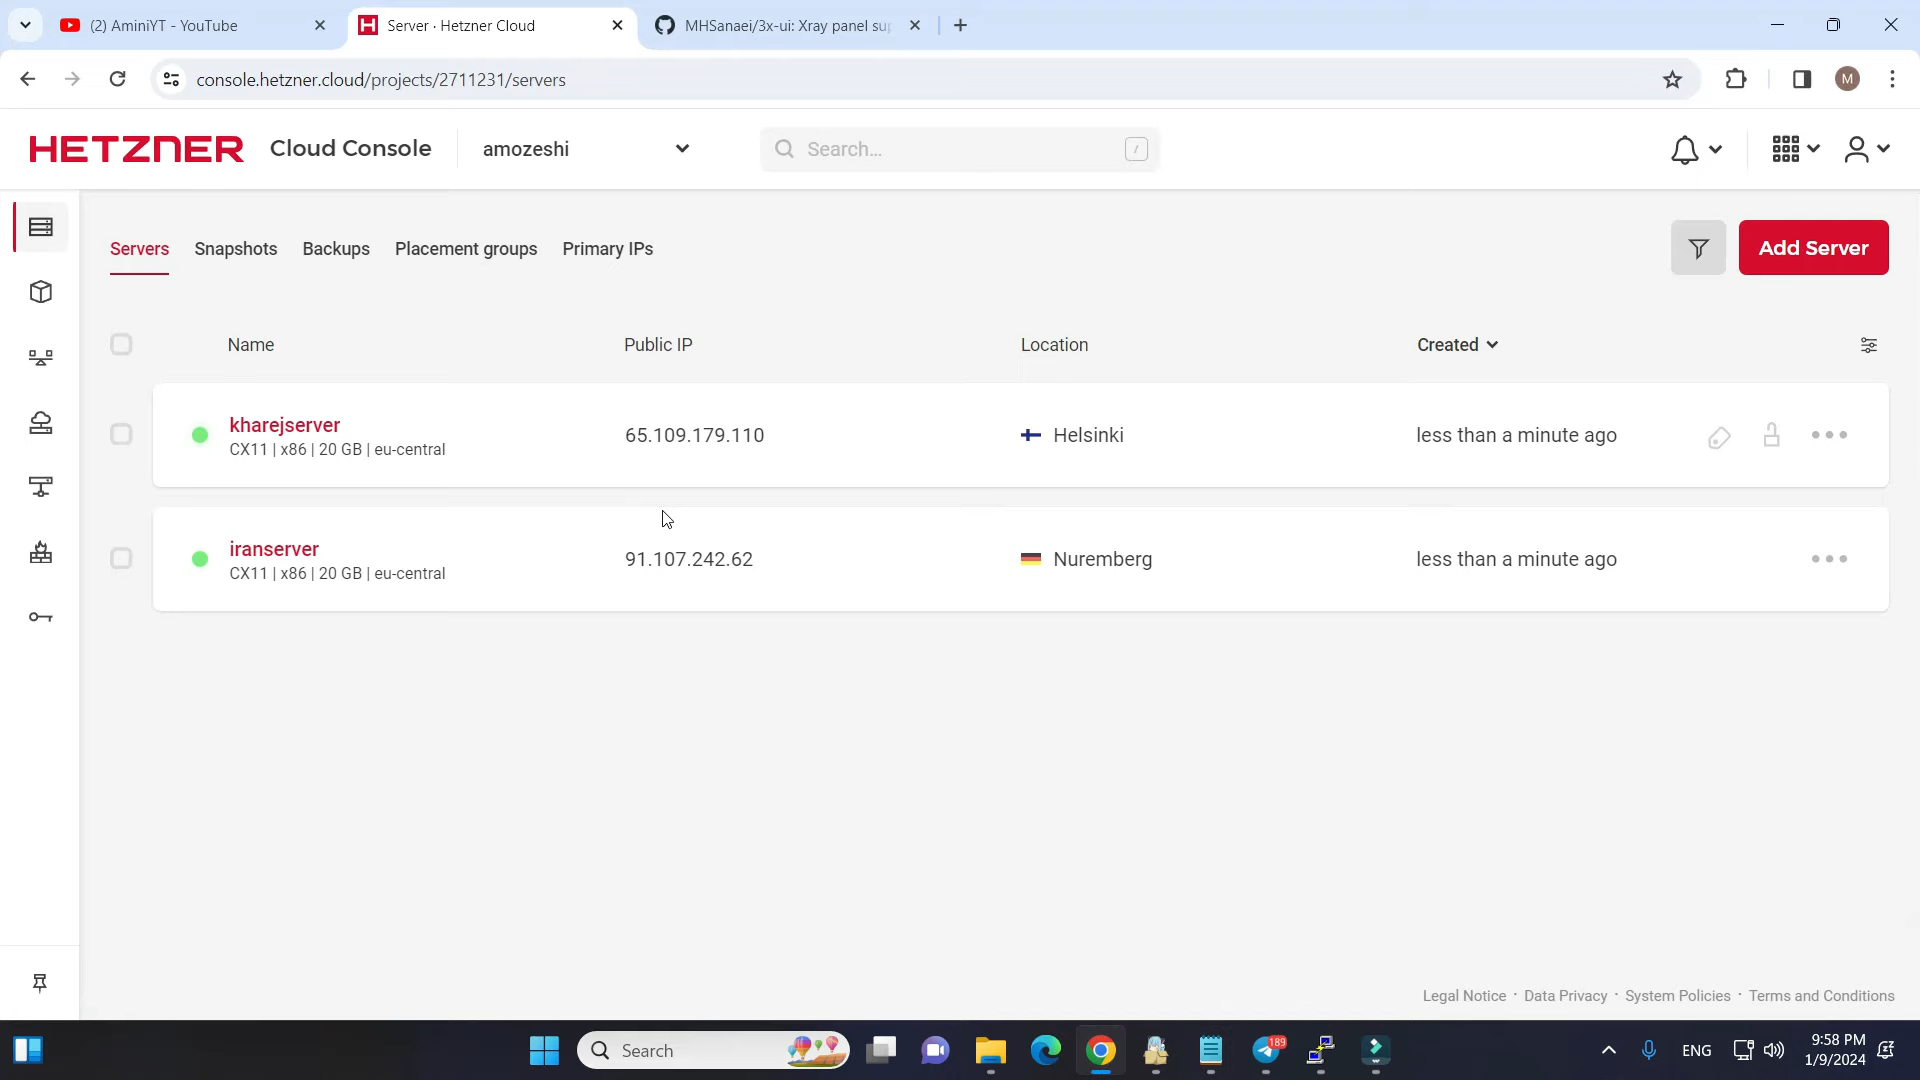 (2) AminiYT - YouTube
Server · Hetzner Cloud
MHSanaei/3x-ui: Xray panel sup
console.hetzner.cloud/projects/2711231/servers
M
HETZNER Cloud Console
amozeshi
Search...
/
Servers
Snapshots
Backups
Placement groups
Primary IPs
Add Server
Name
Public IP
Location
Created
kharejserver
CX11 | x86 | 20 GB | eu-central
65.109.179.110
Helsinki
less than a minute ago
iranserver
CX11 | x86 | 20 GB | eu-central
91.107.242.62
Nuremberg
less than a minute ago
Legal Notice · Data Privacy · System Policies · Terms and Conditions
Search
189
ENG
9:58 PM
1/9/2024